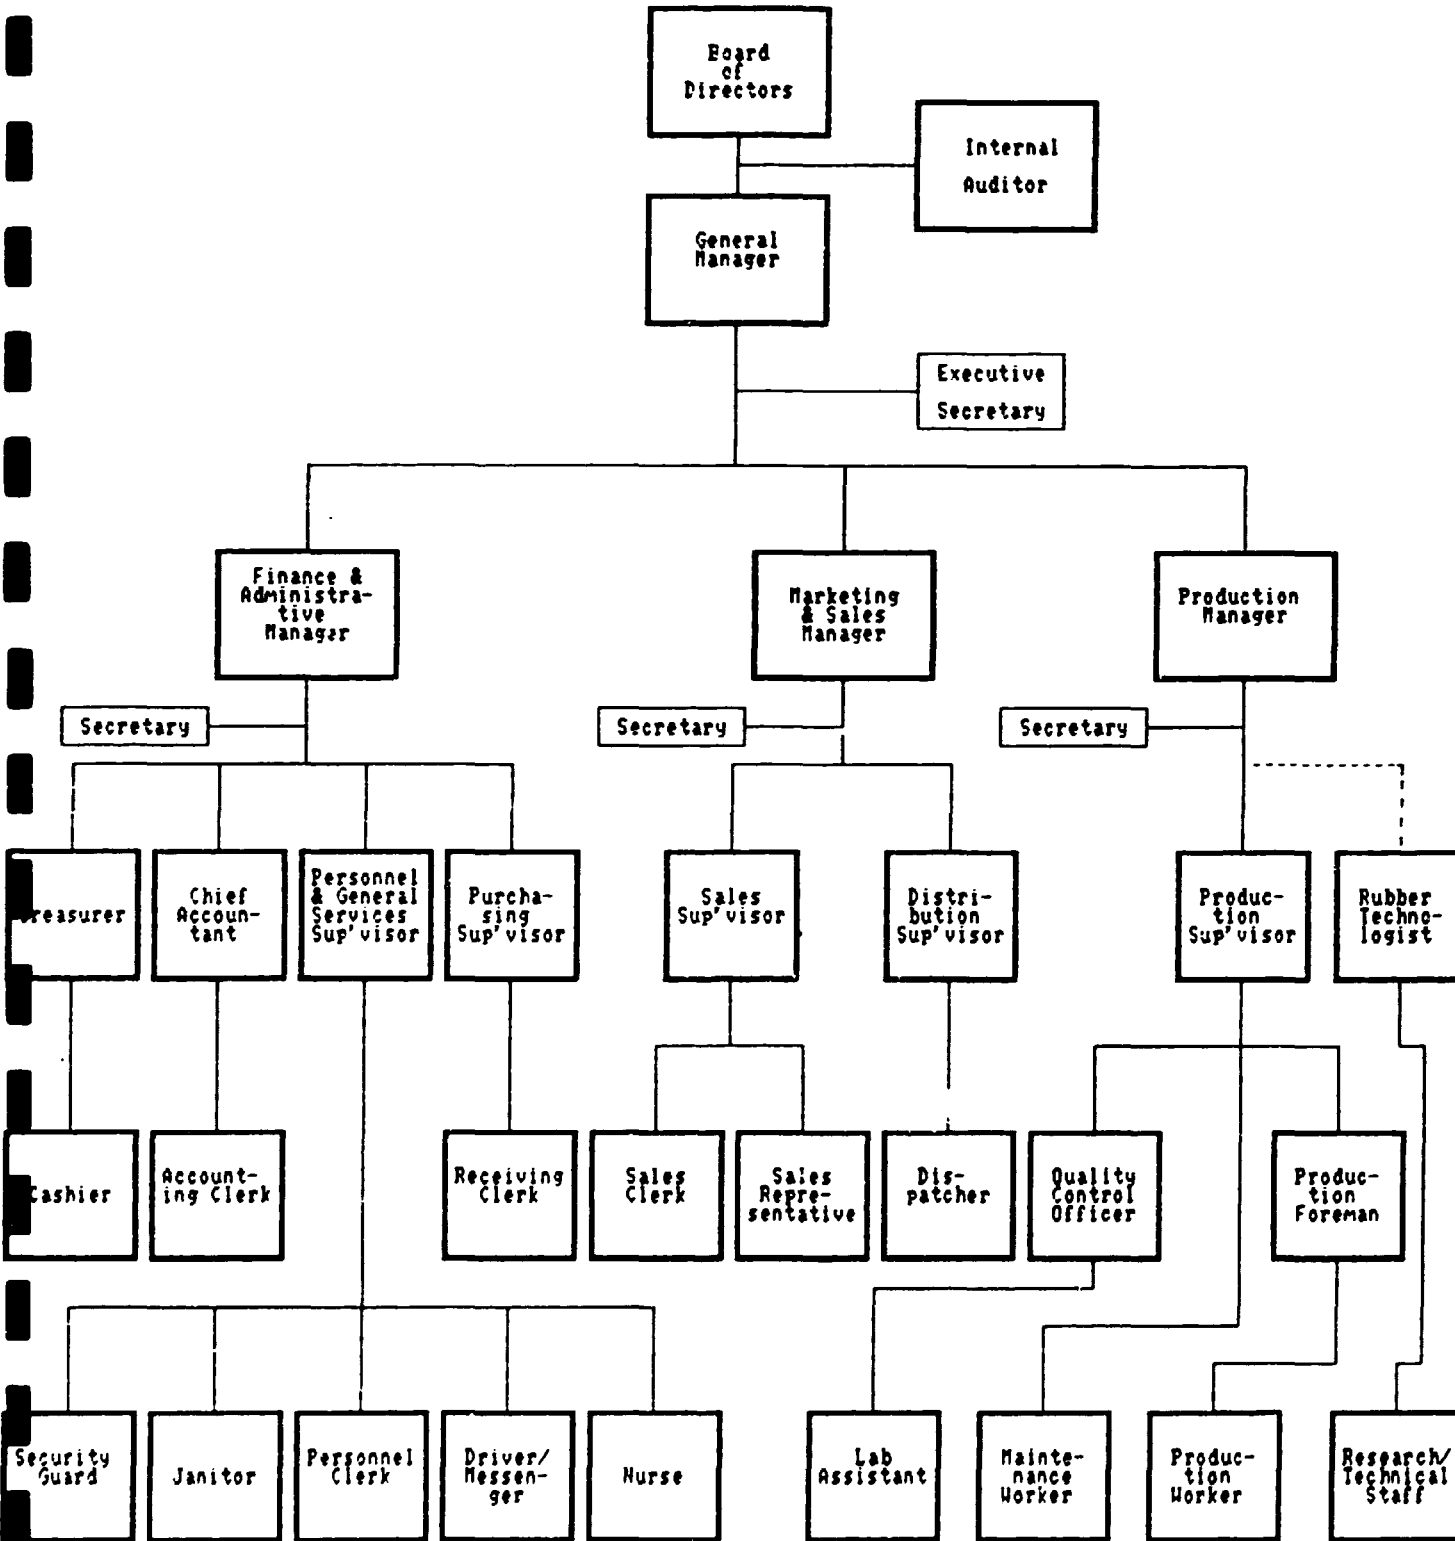 Board
of
Directors
Internal
Auditor
General
Manager
Executive
Secretary
Finance &
Administra-
tive
Manager
Marketing
& Sales
Manager
Production
Manager
Secretary
Secretary
Secretary
Treasurer
Chief
Accoun-
tant
Personnel
& General
Services
Sup'visor
Purcha-
sing
Sup'visor
Sales
Sup'visor
Distri-
bution
Sup'visor
Produc-
tion
Sup'visor
Rubber
Techno-
logist
Cashier
Account-
ing Clerk
Receiving
Clerk
Sales
Clerk
Sales
Repre-
sentative
Dis-
patcher
Quality
Control
Officer
Produc-
tion
Foreman
Security
Guard
Janitor
Personnel
Clerk
Driver/
Messen-
ger
Nurse
Lab
Assistant
Mainte-
nance
Worker
Produc-
tion
Worker
Research/
Technical
Staff